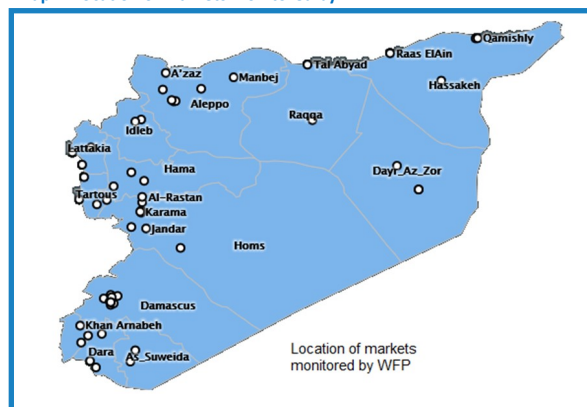 Qamishly
Raas ElAin
Tal Abyad
A'zaz
Manbej
Hassakeh
Aleppo
Raqqa
Idleb
Lattakia
Hama
Dayr_Az_Zor
Tartous
Al-Rastan
Karama
Jandar
Homs
Damascus
Khan Arnabeh
Dara
As_Suweida
Location of markets
monitored by WFP